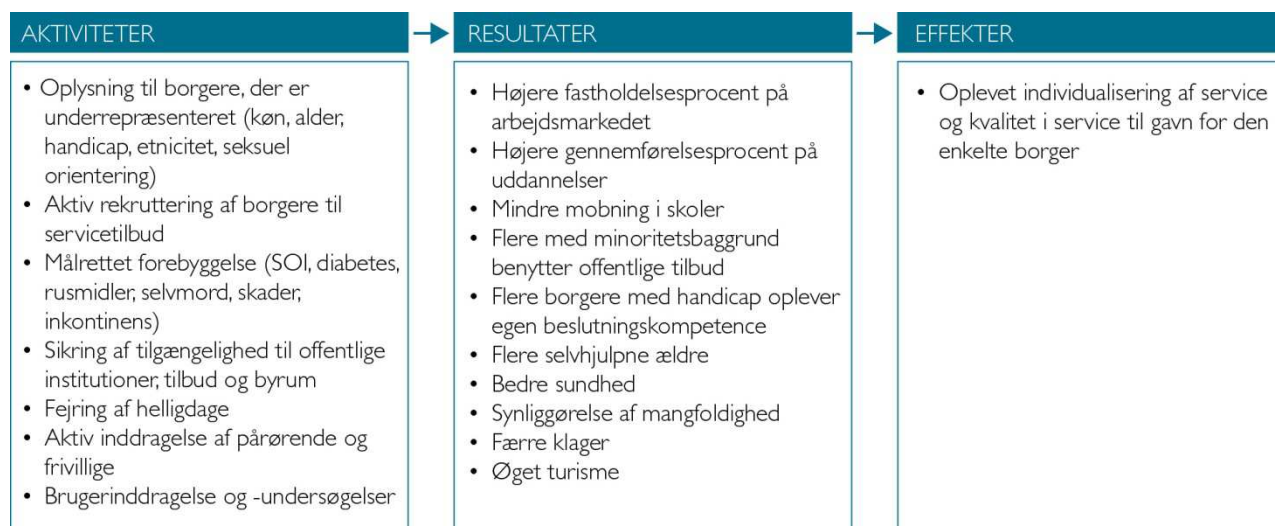 AKTIVITETER
• Oplysning til borgere, der er
underrepræsenteret (køn, alder,
handicap, etnicitet, seksuel
orientering)
• Aktiv rekruttering af borgere til
servicetilbud
• Målrettet forebyggelse (SOI, diabetes,
rusmidler, selvmord, skader,
inkontinens)
• Sikring af tilgængelighed til offentlige
institutioner, tilbud og byrum
• Fejring af helligdage
• Aktiv inddragelse af pårørende og
frivillige
• Brugerinddragelse og -undersøgelser
RESULTATER
• Højere fastholdelsesprocent på
arbejdsmarkedet
• Højere gennemførelsesprocent på
uddannelser
• Mindre mobning i skoler
• Flere med minoritetsbaggrund
benytter offentlige tilbud
• Flere borgere med handicap oplever
egen beslutningskompetence
• Flere selvhjulpne ældre
• Bedre sundhed
• Synliggørelse af mangfoldighed
• Færre klager
• Øget turisme
EFFEKTER
• Oplevet individualisering af service
og kvalitet i service til gavn for den
enkelte borger